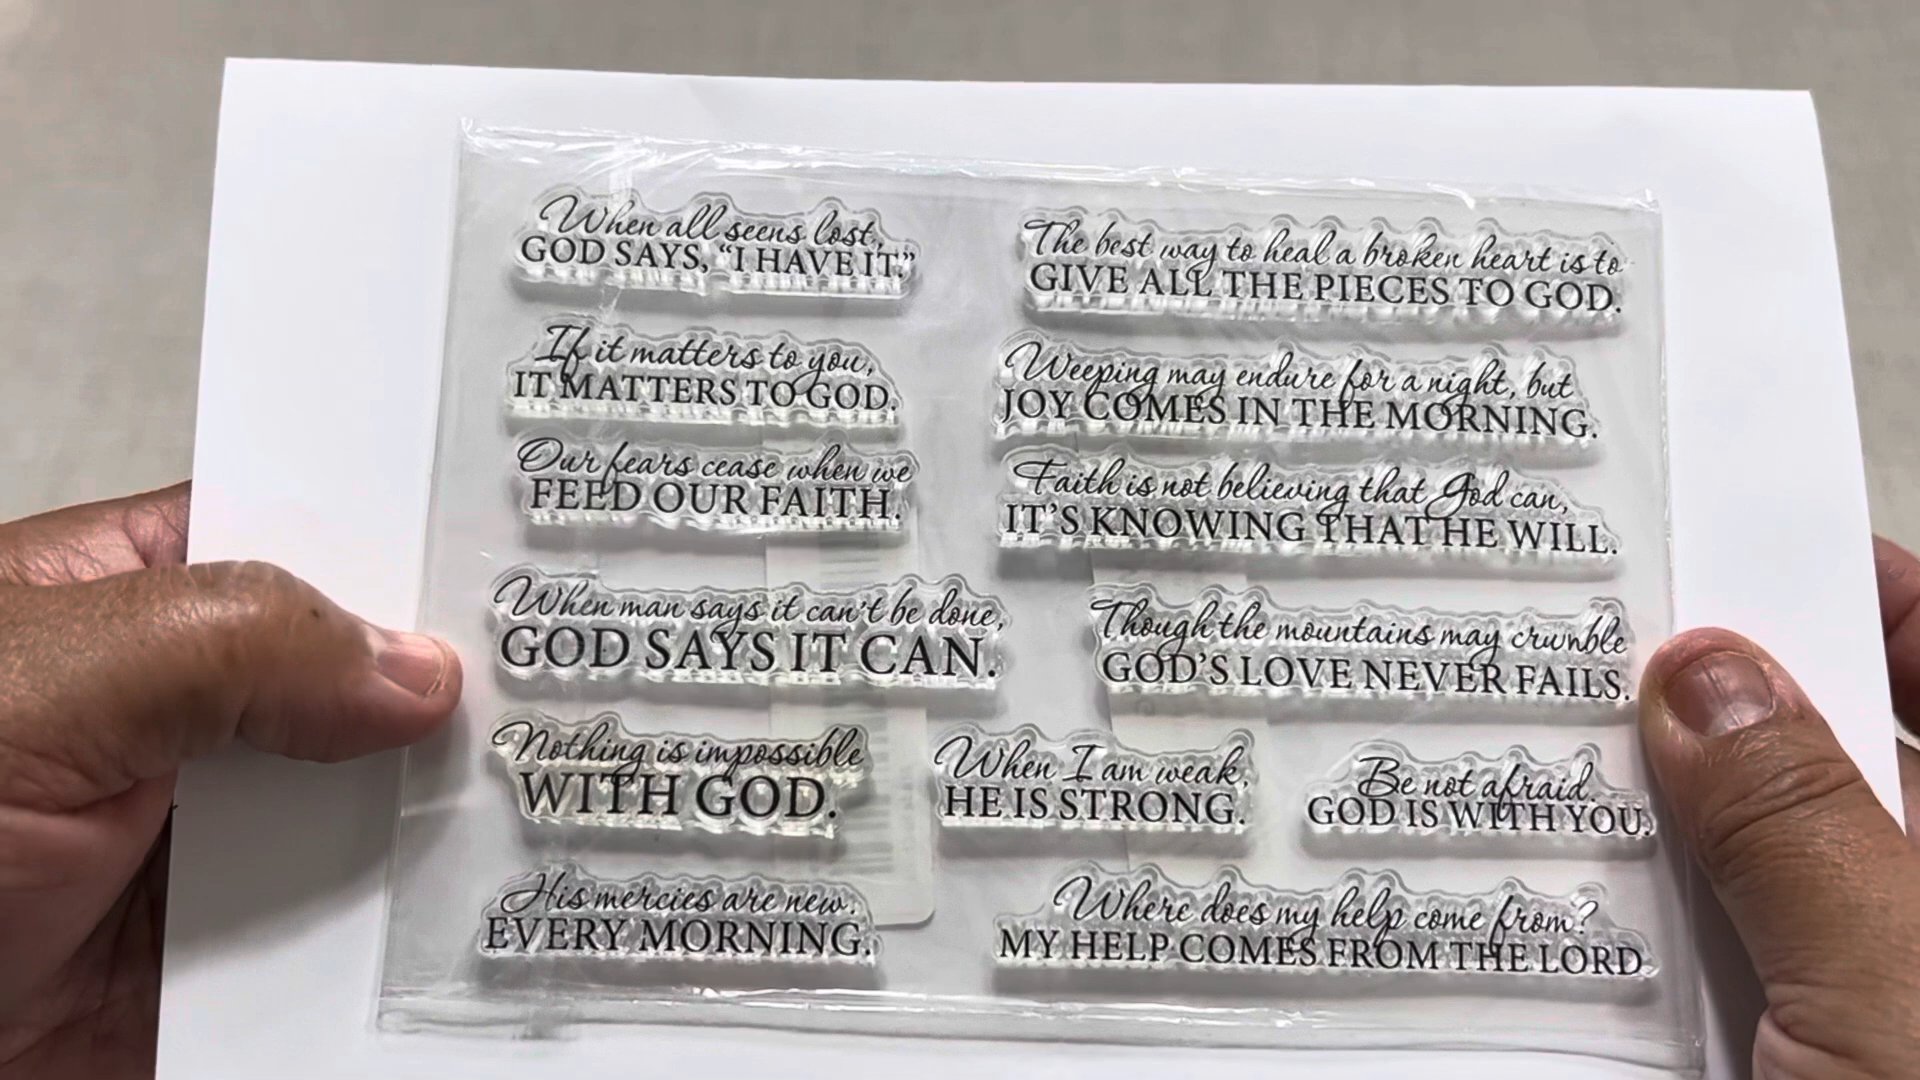 When all seens lost,
GOD SAYS, “I HAVE IT.”
If it matters to you,
IT MATTERS TO GOD.
Our fears cease when we
FEED OUR FAITH.
When man says it can't be done,
GOD SAYS IT CAN.
Nothing is impossible
WITH GOD.
His mercies are new.
EVERY MORNING.
The best way to heal a broken heart is to
GIVE ALL THE PIECES TO GOD.
Weeping may endure for a night, but
JOY COMES IN THE MORNING.
Faith is not believing that God can,
IT'S KNOWING THAT HE WILL.
Though the mountains may crumble
GOD'S LOVE NEVER FAILS.
When I am weak,
HE IS STRONG.
Be not afraid.
GOD IS WITH YOU.
Where does my help come from?
MY HELP COMES FROM THE LORD.